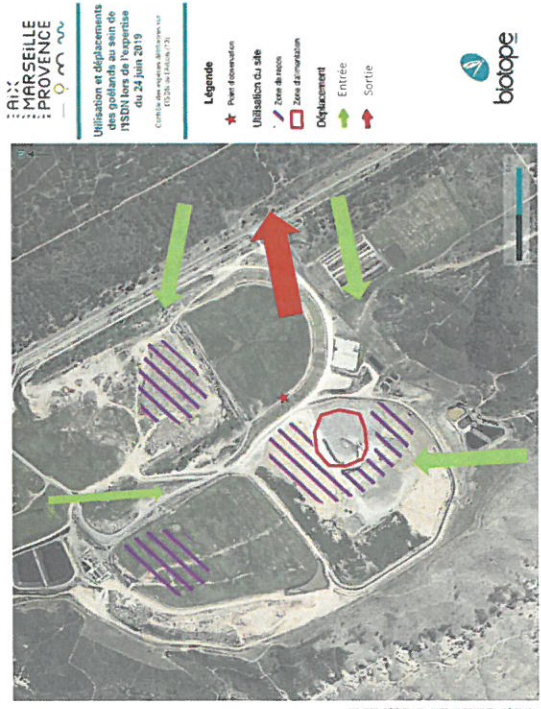 AIX
MARSEILLE
PROVENCE
Utilisation et déplacements
des goélands au sein de
l'ISDN lors de l'expertise
du 24 juin 2019
Légende
Point d'observation
Utilisation du site
Zone de repos
Zone d'alimentation
Déplacement
Entrée
Sortie
biotope